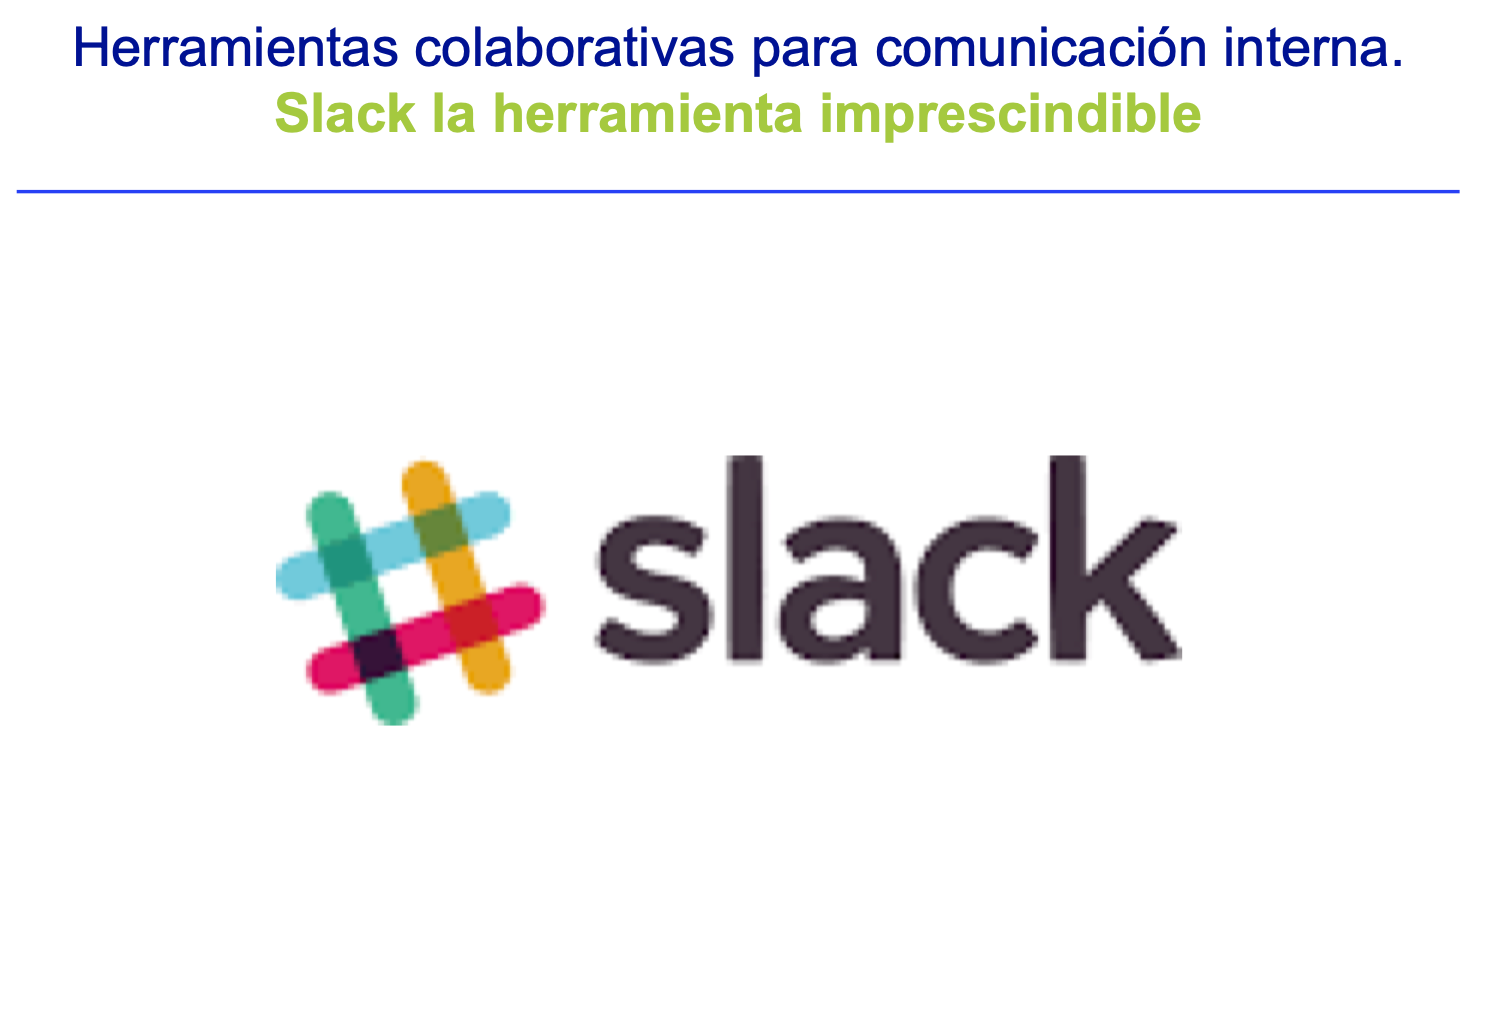 Herramientas colaborativas para comunicación interna.
Slack la herramienta imprescindible
slack